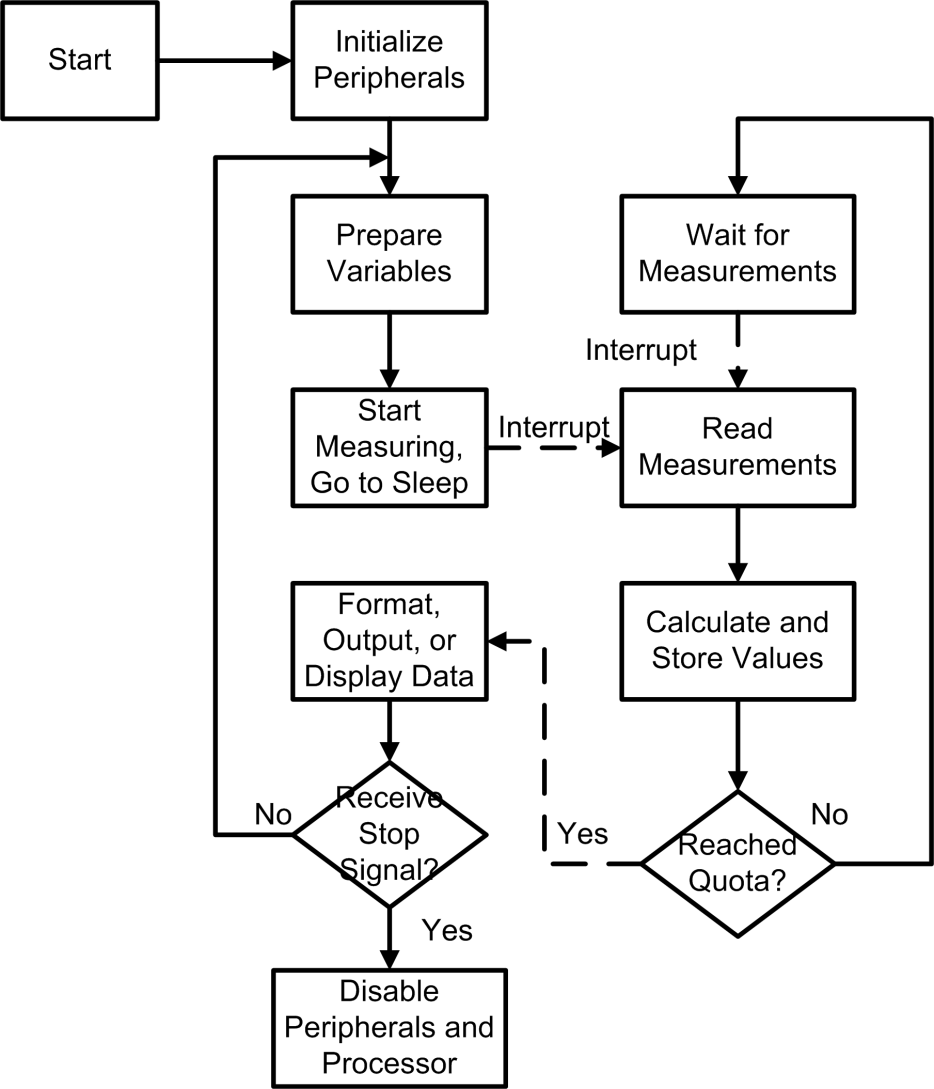 Start
Initialize
Peripherals
Prepare
Variables
Wait for
Measurements
Interrupt
Start
Measuring,
Go to Sleep
Interrupt
Read
Measurements
Format,
Output, or
Display Data
Calculate and
Store Values
No
Receive
Stop
Signal?
Yes
Reached
Quota?
No
Yes
Disable
Peripherals and
Processor